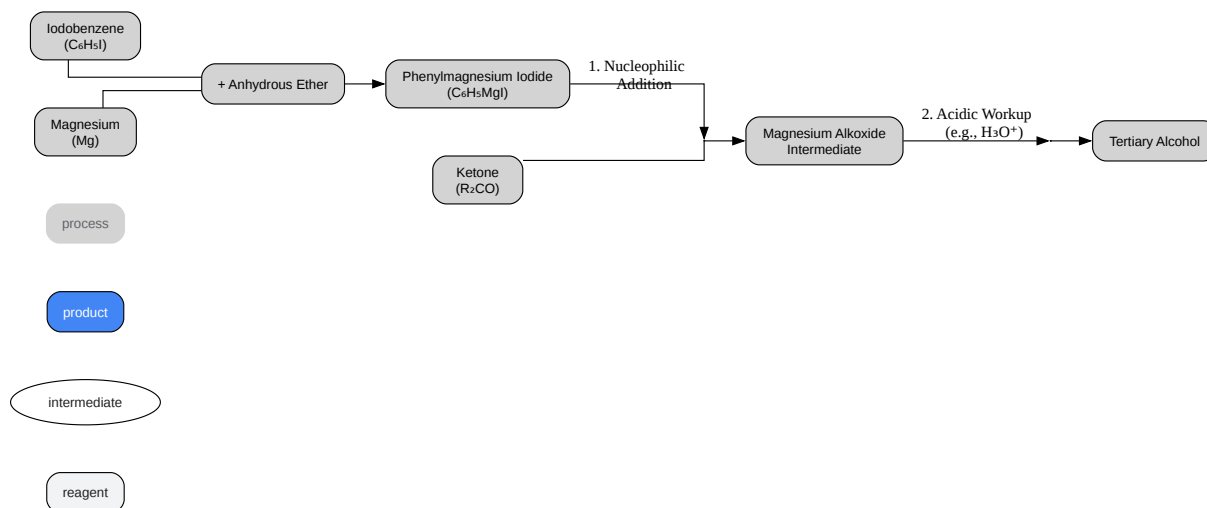 Iodobenzene
(C₆H₅I)
Magnesium
(Mg)
+ Anhydrous Ether
Phenylmagnesium Iodide
(C₆H₅MgI)
1. Nucleophilic
Addition
Ketone
(R₂CO)
Magnesium Alkoxide
Intermediate
2. Acidic Workup
(e.g., H₃O⁺)
Tertiary Alcohol
process
product
intermediate
reagent